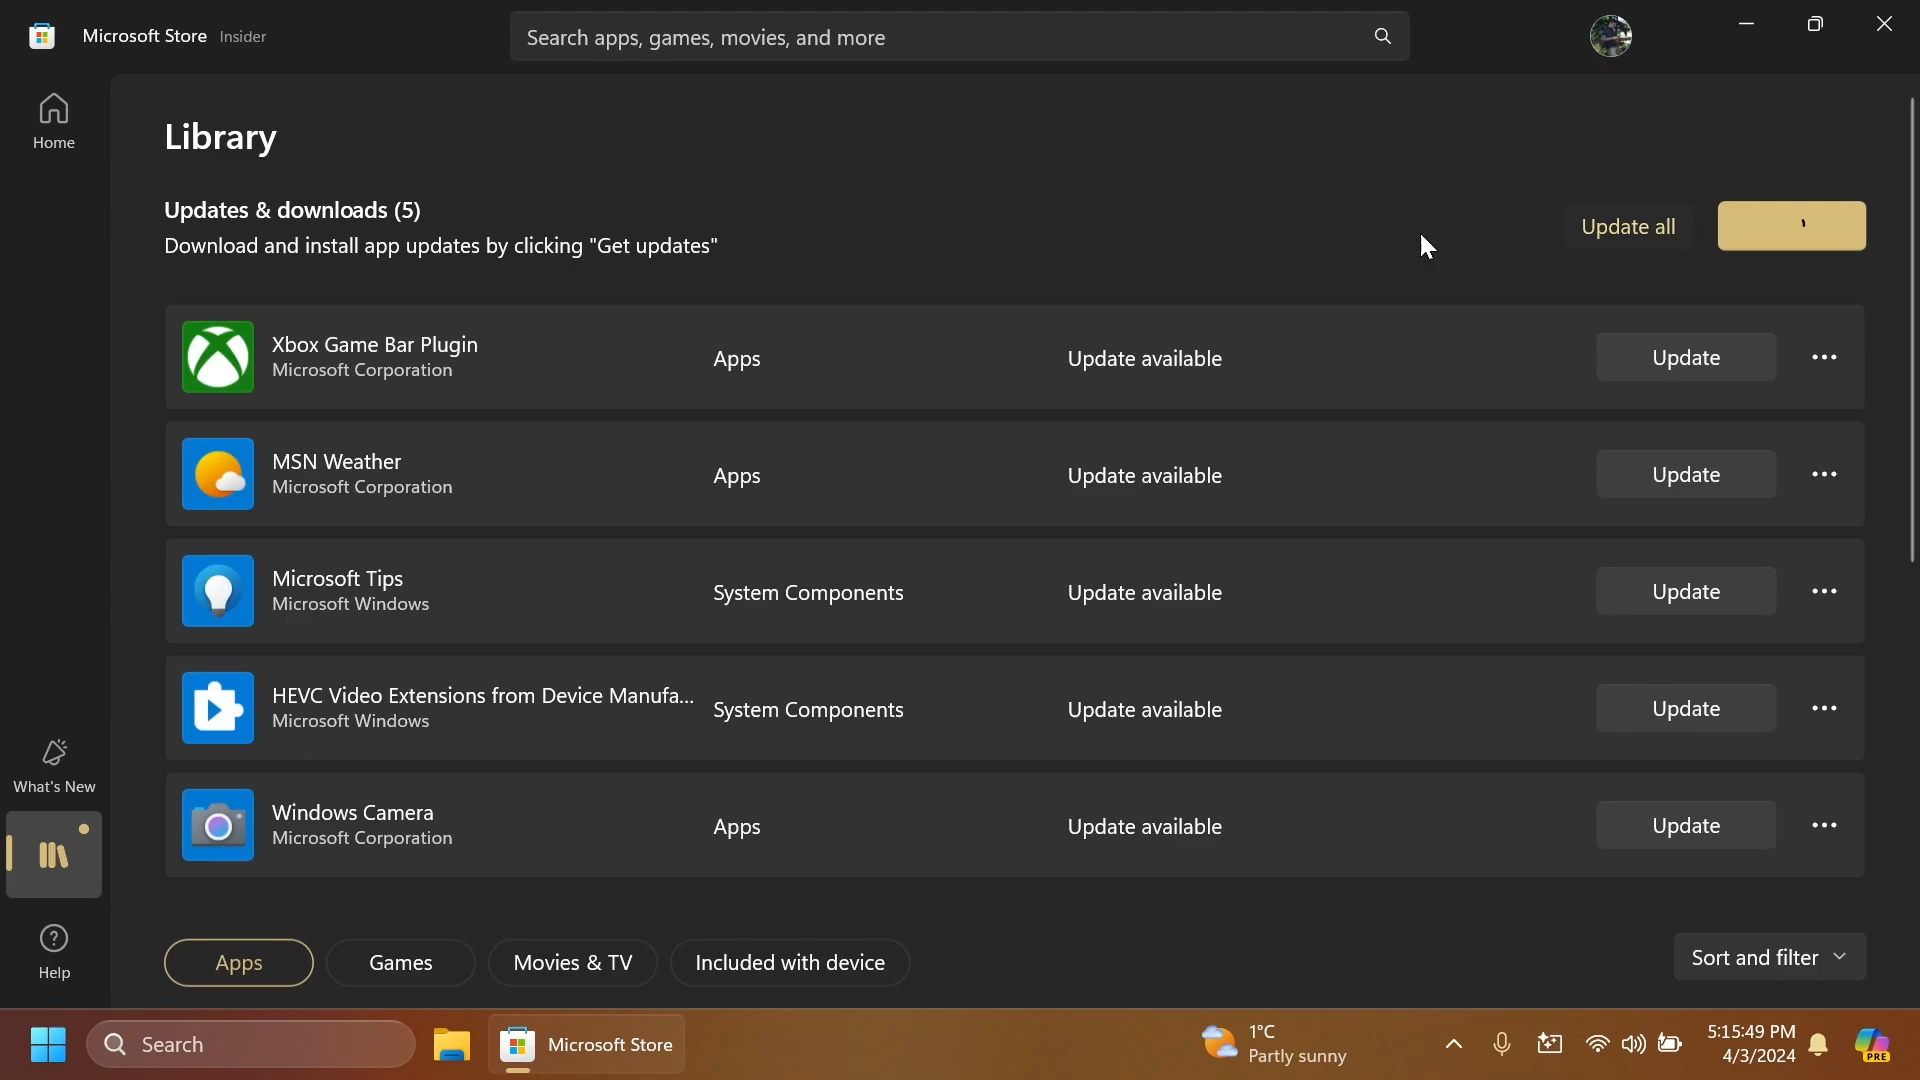 Microsoft Store Insider
Search apps, games, movies, and more
Home
Library
Updates & downloads (5)
Download and install app updates by clicking "Get updates"
Update all
Xbox Game Bar Plugin
Microsoft Corporation
Apps
Update available
Update
MSN Weather
Microsoft Corporation
Apps
Update available
Update
Microsoft Tips
Microsoft Windows
System Components
Update available
Update
HEVC Video Extensions from Device Manufa...
Microsoft Windows
System Components
Update available
Update
Windows Camera
Microsoft Corporation
Apps
Update available
Update
What's New
Help
Apps
Games
Movies & TV
Included with device
Sort and filter
Search
Microsoft Store
1°C
Partly sunny
5:15:49 PM
4/3/2024
PRE